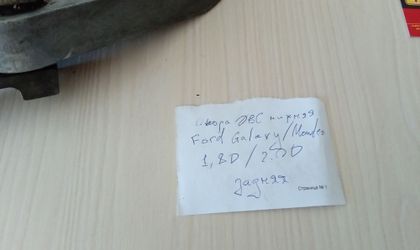 опора ДВС нижняя
Ford Galaxy/Mondeo
1,8D / 2.0D
задняя
Страница № 1